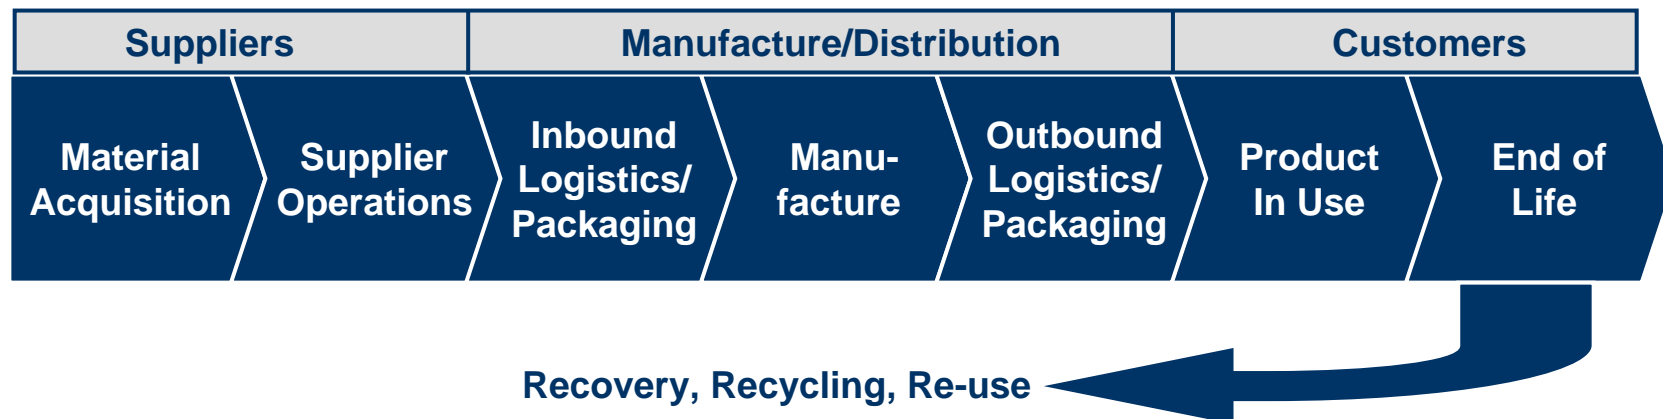 Suppliers
Manufacture/Distribution
Customers
Material
Acquisition
Supplier
Operations
Inbound
Logistics/
Packaging
Manu-
facture
Outbound
Logistics/
Packaging
Product
In Use
End of
Life
Recovery, Recycling, Re-use